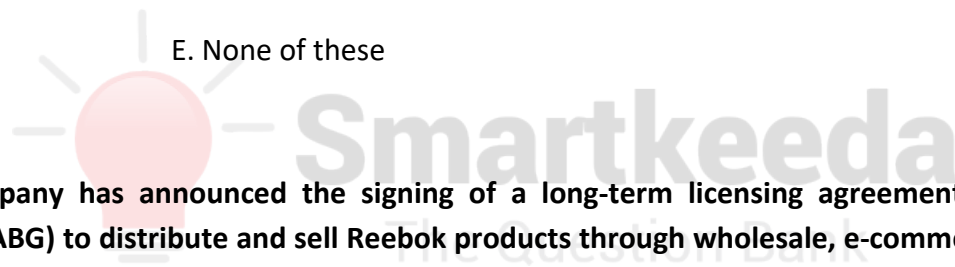 E. None of these
Smartkeeda
pany has announced the signing of a long-term licensing agreement
ABG) to distribute and sell Reebok products through wholesale, e-comme
The Question Bank